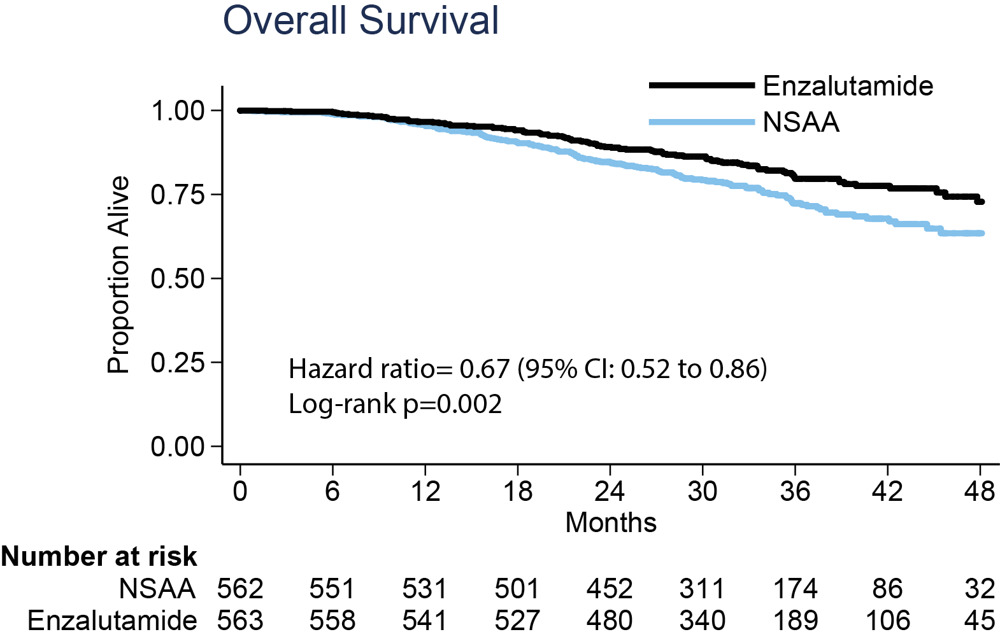 Overall Survival
Enzalutamide
NSAA
Proportion Alive
1.00
0.75
0.50
0.25
0.00
Hazard ratio= 0.67 (95% CI: 0.52 to 0.86)
Log-rank p=0.002
0 6 12 18 24 30 36 42 48
Months
Number at risk
NSAA 562 551 531 501 452 311 174 86 32
Enzalutamide 563 558 541 527 480 340 189 106 45